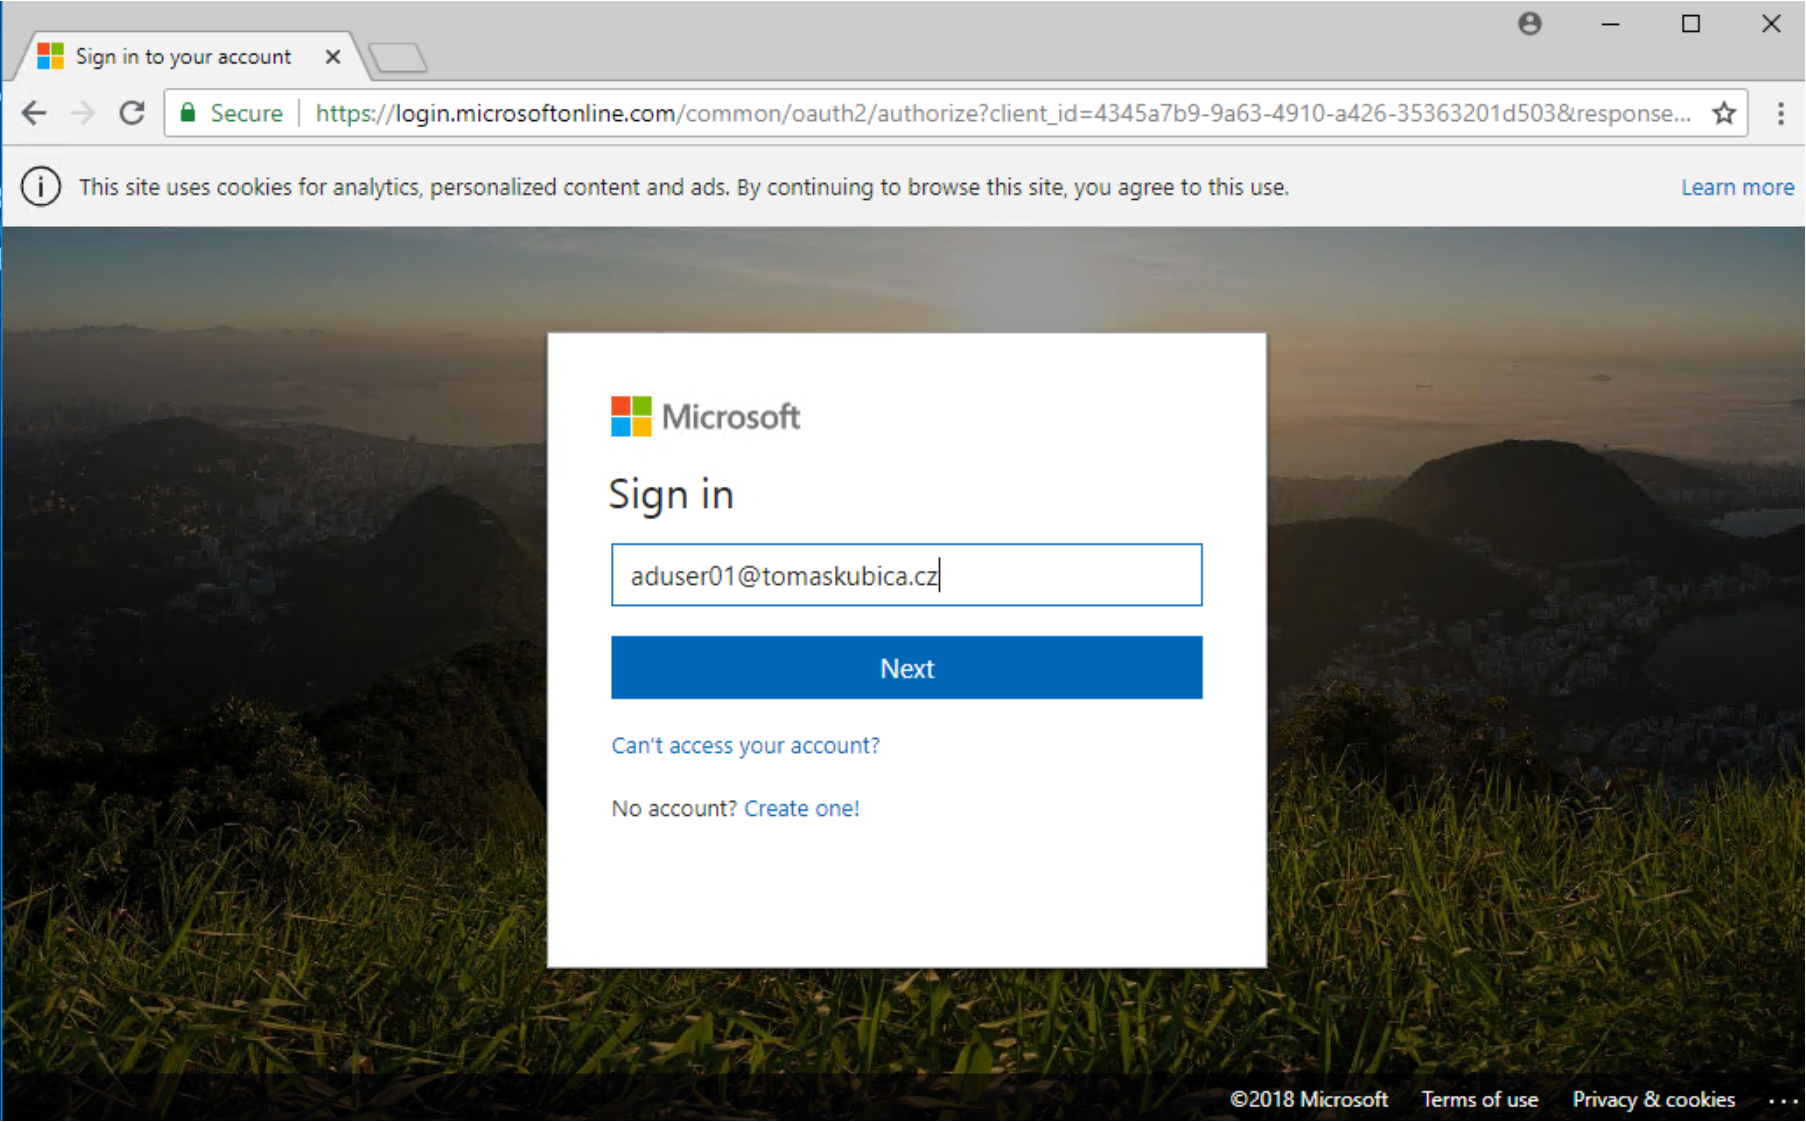 Sign in to your account
Secure https://login.microsoftonline.com/common/oauth2/authorize?client_id=4345a7b9-9a63-4910-a426-35363201d503&response...
This site uses cookies for analytics, personalized content and ads. By continuing to browse this site, you agree to this use. Learn more
Microsoft
Sign in
aduser01@tomaskubica.cz
Next
Can't access your account?
No account? Create one!
©2018 Microsoft Terms of use Privacy & cookies ...